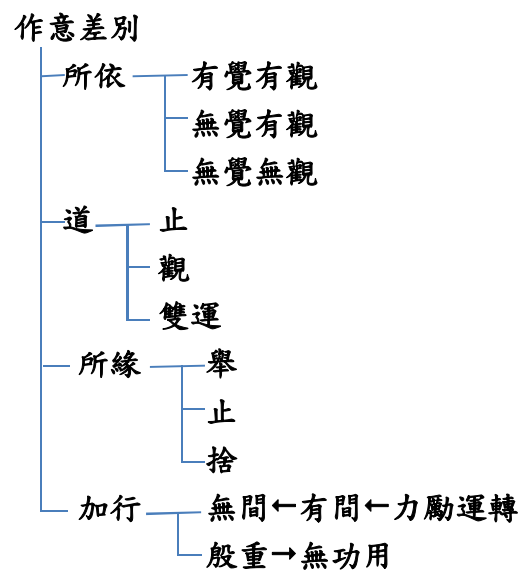 作意差別
所依 有覺有觀
無覺有觀
無覺無觀
道 止
觀
雙運
所緣 舉
止
捨
加行 無間←有間←力勵運轉
殷重→無功用